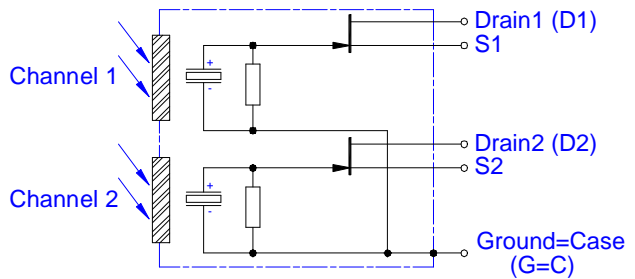 Drain1 (D1)
S1
Channel 1
+
-
Drain2 (D2)
S2
Channel 2
+
-
Ground=Case
(G=C)